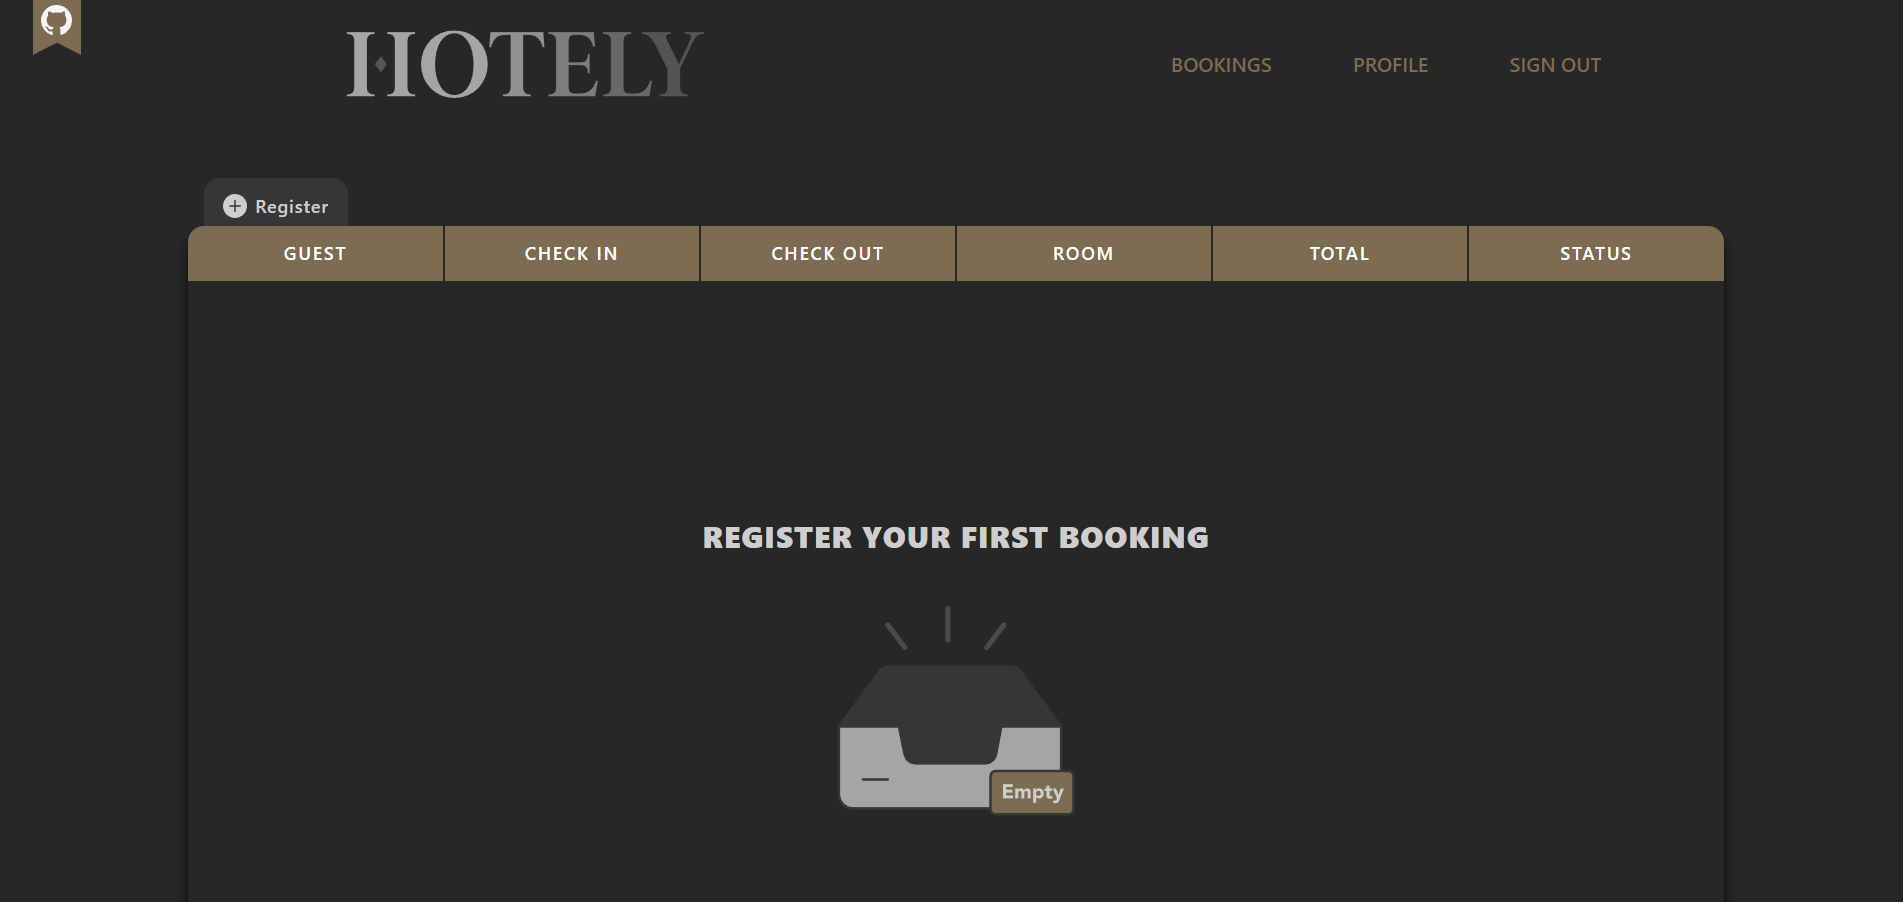 HOTELY
BOOKINGS PROFILE SIGN OUT
Register
GUEST CHECK IN CHECK OUT ROOM TOTAL STATUS
REGISTER YOUR FIRST BOOKING
Empty